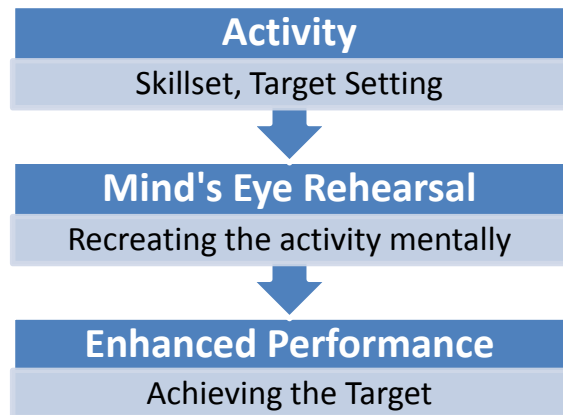 Activity
Skillset, Target Setting
Mind's Eye Rehearsal
Recreating the activity mentally
Enhanced Performance
Achieving the Target